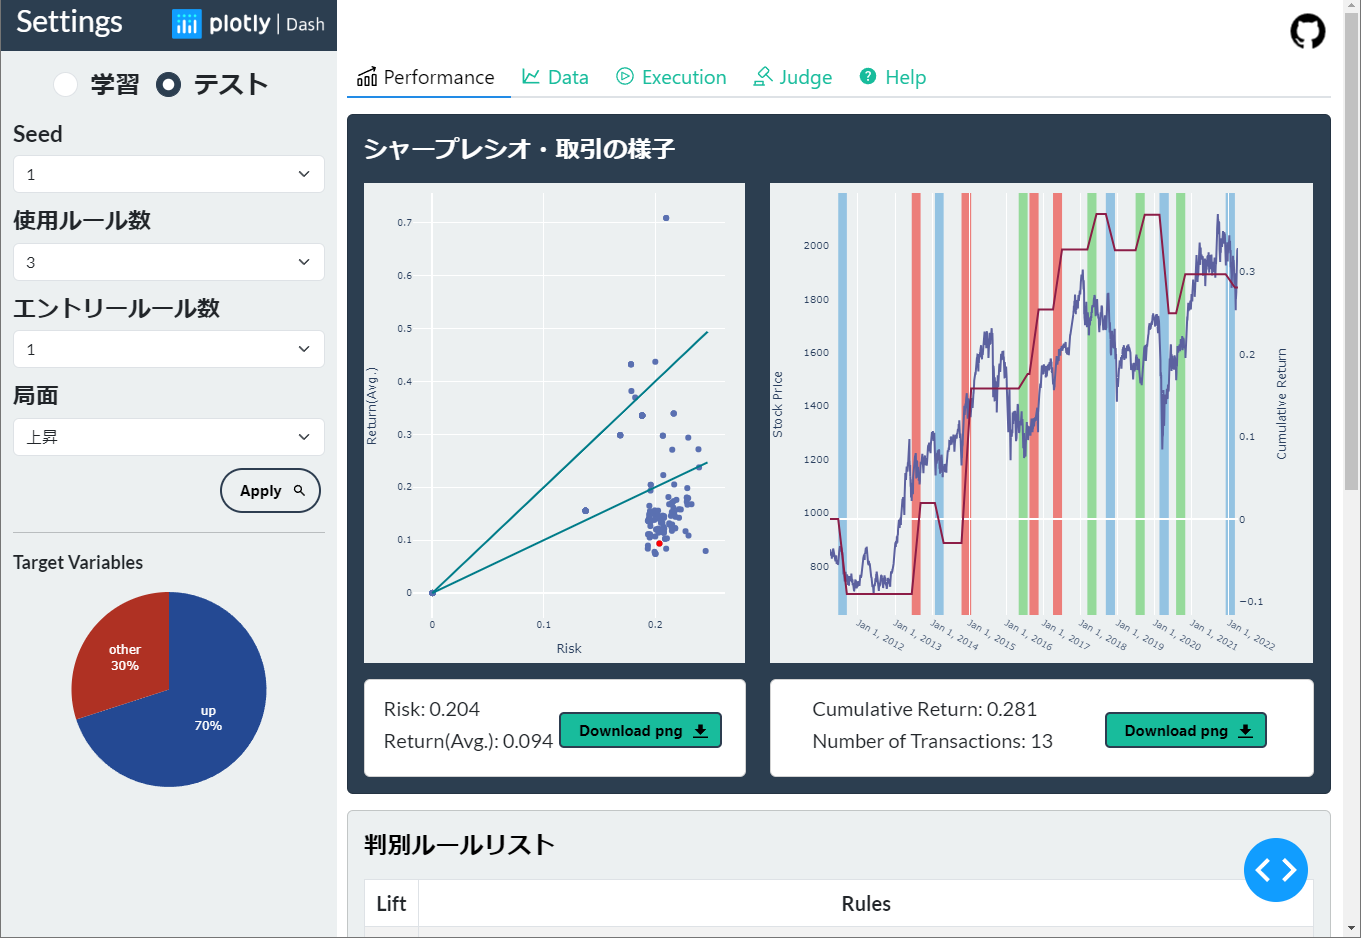 Settings
plotly | Dash
学習
テスト
Seed
1
使用ルール数
3
エントリールール数
1
局面
上昇
Apply
Target Variables
other
30%
up
70%
Performance
Data
Execution
Judge
Help
シャープレシオ・取引の様子
0.7
0.6
0.5
0.4
0.3
0.2
0.1
0
Return(Avg.)
0
0.1
0.2
Risk
2000
1800
1600
1400
1200
1000
800
Stock Price
0.3
0.2
0.1
0
−0.1
Cumulative Return
Jan 1, 2012
Jan 1, 2013
Jan 1, 2014
Jan 1, 2015
Jan 1, 2016
Jan 1, 2017
Jan 1, 2018
Jan 1, 2019
Jan 1, 2020
Jan 1, 2021
Jan 1, 2022
Risk: 0.204
Return(Avg.): 0.094
Download png
Cumulative Return: 0.281
Number of Transactions: 13
Download png
判別ルールリスト
Lift
Rules